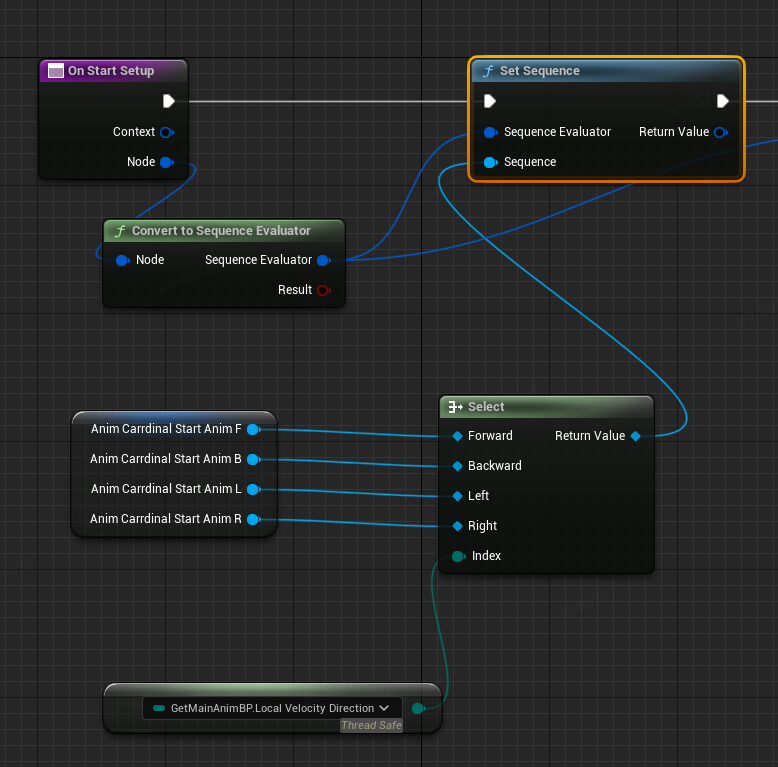 On Start Setup
Context
Node
Set Sequence
Sequence Evaluator
Return Value
Sequence
Convert to Sequence Evaluator
Node
Sequence Evaluator
Result
Anim Carrdinal Start Anim F
Anim Carrdinal Start Anim B
Anim Carrdinal Start Anim L
Anim Carrdinal Start Anim R
Select
Forward
Return Value
Backward
Left
Right
Index
GetMainAnimBP.Local Velocity Direction
Thread Safe